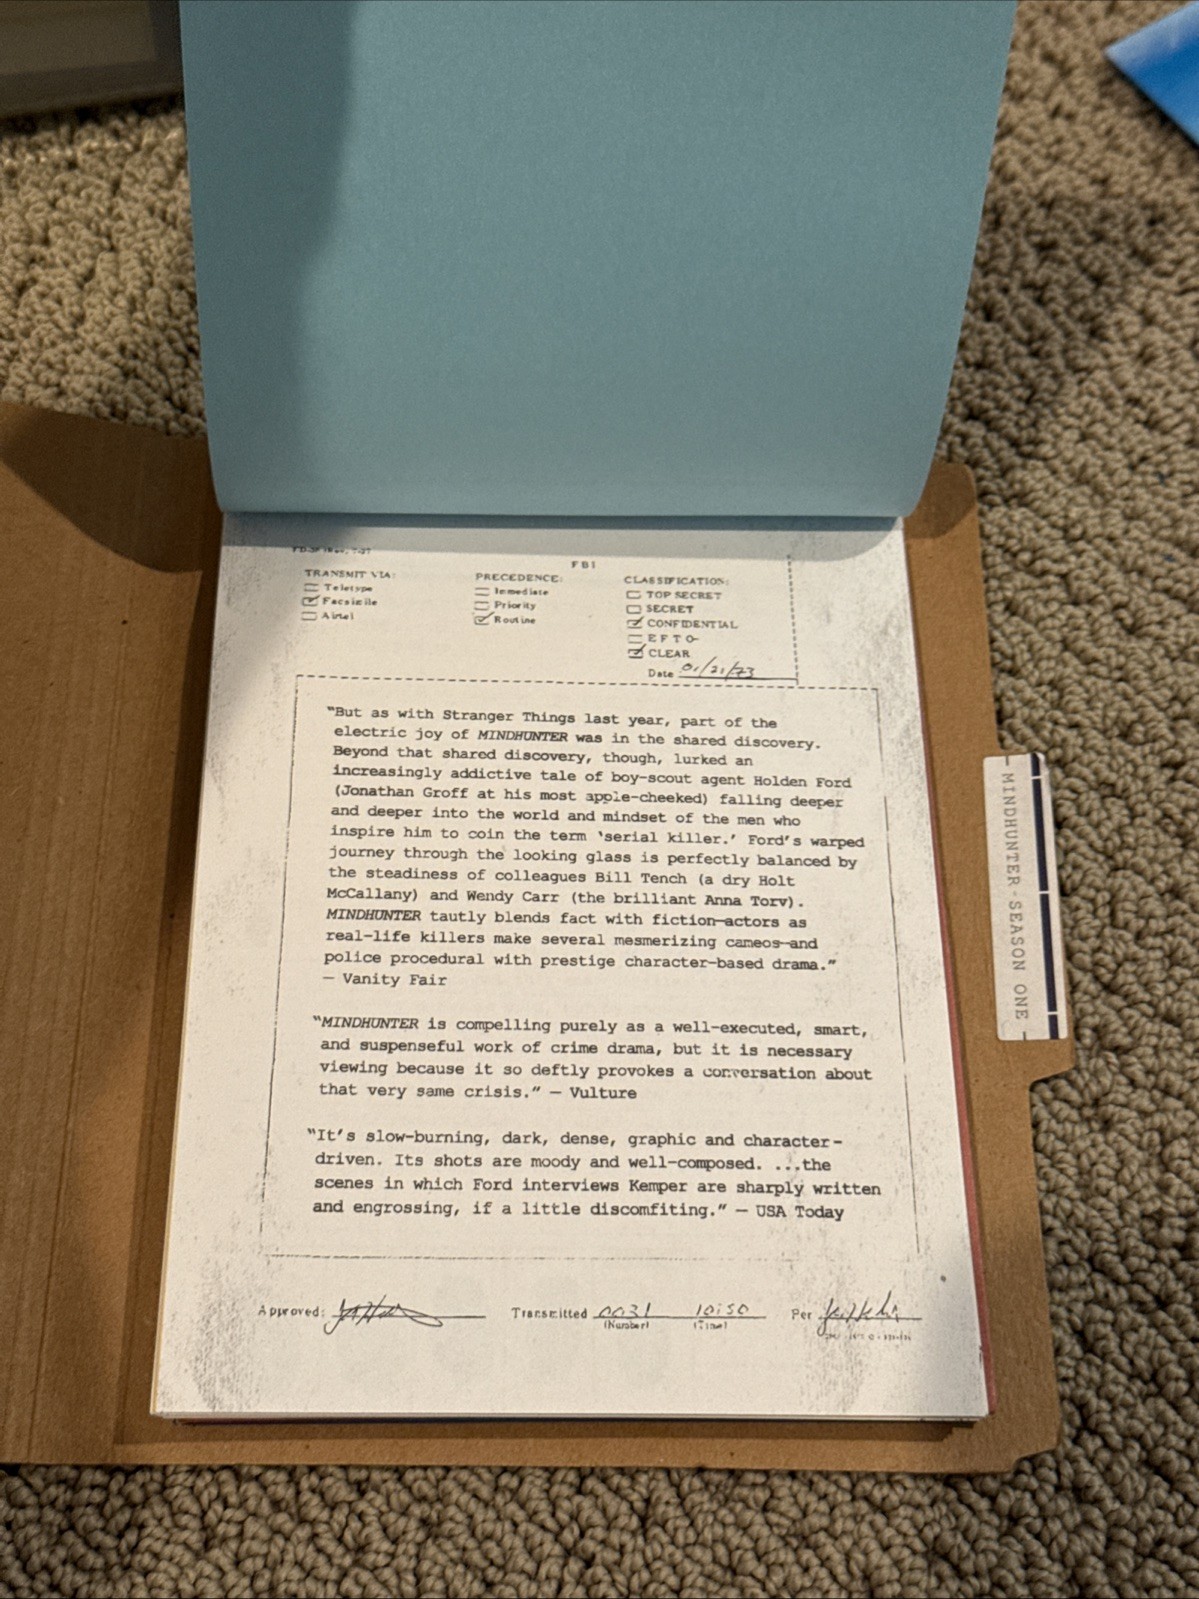 FBI
TRANSMIT VIA:
Teletype
Facsimile
Airtel
PRECEDENCE:
Immediate
Priority
Routine
CLASSIFICATION:
TOP SECRET
SECRET
CONFIDENTIAL
E F T O
CLEAR
Date 01/21/73
"But as with Stranger Things last year, part of the
electric joy of MINDHUNTER was in the shared discovery.
Beyond that shared discovery, though, lurked an
increasingly addictive tale of boy-scout agent Holden Ford
(Jonathan Groff at his most apple-cheeked) falling deeper
and deeper into the world and mindset of the men who
inspire him to coin the term 'serial killer.' Ford's warped
journey through the looking glass is perfectly balanced by
the steadiness of colleagues Bill Tench (a dry Holt
McCallany) and Wendy Carr (the brilliant Anna Torv).
MINDHUNTER tautly blends fact with fiction—actors as
real-life killers make several mesmerizing cameos—and
police procedural with prestige character-based drama."
— Vanity Fair
"MINDHUNTER is compelling purely as a well-executed, smart,
and suspenseful work of crime drama, but it is necessary
viewing because it so deftly provokes a conversation about
that very same crisis." — Vulture
"It's slow-burning, dark, dense, graphic and character-
driven. Its shots are moody and well-composed. ...the
scenes in which Ford interviews Kemper are sharply written
and engrossing, if a little discomfiting." — USA Today
Approved: Transmitted 0031 10:50 Per
(Number) (Time)
MINDHUNTER - SEASON ONE